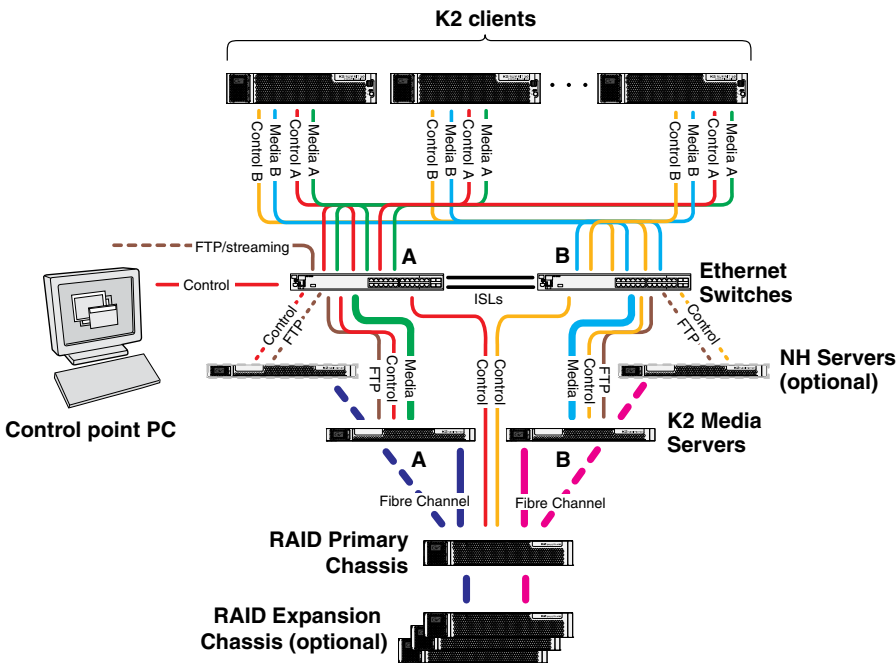 K2 clients
Control B
Media B
Control A
Media A
Control B
Media B
Control A
Media A
Control B
Media B
Control A
Media A
FTP/streaming
A
B
Control
ISLs
Ethernet
Switches
Control
FTP
FTP
Control
Media
Control
Control
Media
Control
FTP
FTP
Control
NH Servers
(optional)
Control point PC
K2 Media
Servers
A
B
Fibre Channel
Fibre Channel
RAID Primary
Chassis
RAID Expansion
Chassis (optional)